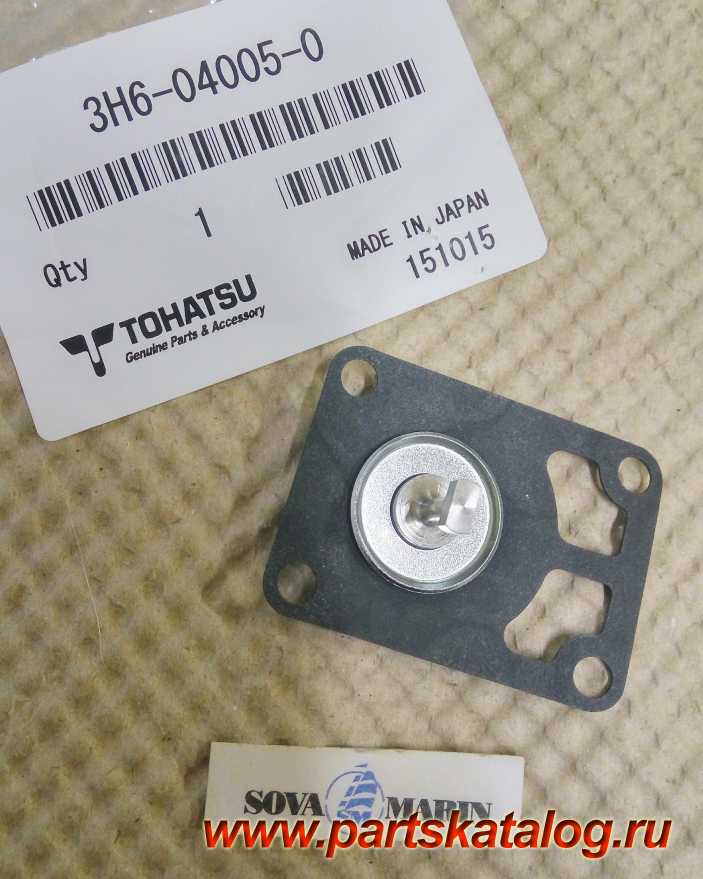 3H6-04005-0
Qty 1
MADE IN JAPAN
151015
TOHATSU
Genuine Parts & Accessory
SOVA MARIN
www.partskatalog.ru